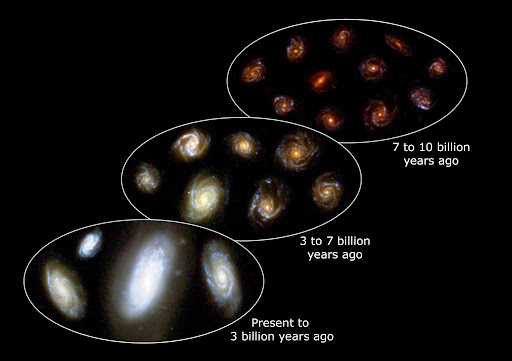 7 to 10 billion
years ago
3 to 7 billion
years ago
Present to
3 billion years ago